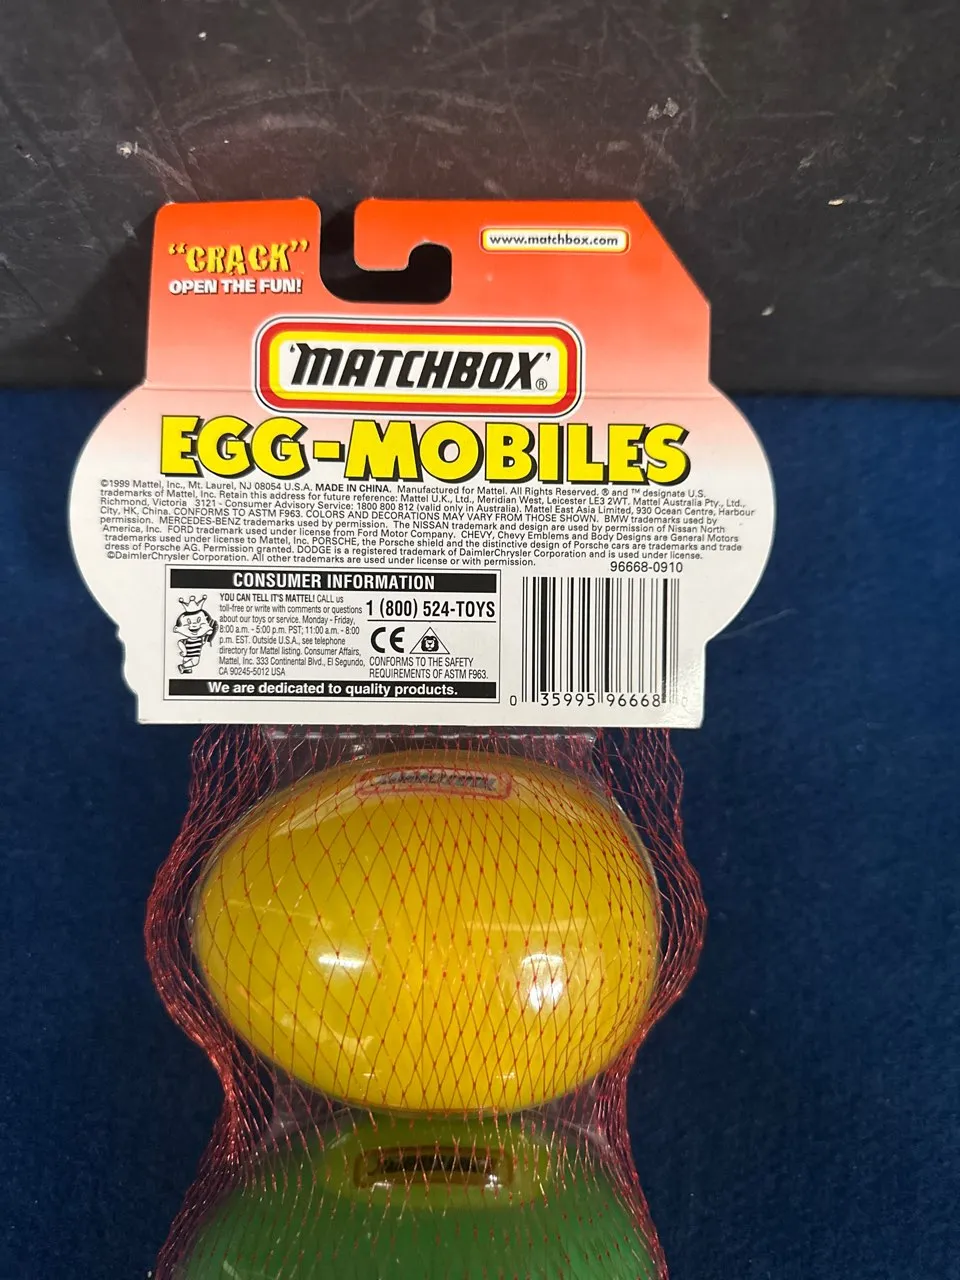 "CRACK"
OPEN THE FUN!
www.matchbox.com
'MATCHBOX'®
EGG-MOBILES
©1999 Mattel, Inc., Mt. Laurel, NJ 08054 U.S.A. MADE IN CHINA. Manufactured for Mattel. All Rights Reserved. ® and ™ designate U.S.
trademarks of Mattel, Inc. Retain this address for future reference: Mattel U.K., Ltd., Meridian West, Leicester LE3 2WT. Mattel Australia Pty., Ltd.,
Richmond, Victoria 3121 - Consumer Advisory Service: 1800 800 812 (valid only in Australia). Mattel East Asia Limited, 930 Ocean Centre, Harbour
City, HK, China. CONFORMS TO ASTM F963. COLORS AND DECORATIONS MAY VARY FROM THOSE SHOWN. BMW trademarks used by
permission. MERCEDES-BENZ trademarks used by permission. The NISSAN trademark and design are used by permission of Nissan North
America, Inc. FORD trademark used under license from Ford Motor Company. CHEVY, Chevy Emblems and Body Designs are General Motors
trademarks used under license to Mattel, Inc. PORSCHE, the Porsche shield and the distinctive design of Porsche cars are trademarks and trade
dress of Porsche AG. Permission granted. DODGE is a registered trademark of DaimlerChrysler Corporation and is used under license.
©DaimlerChrysler Corporation. All other trademarks are used under license or with permission.
96668-0910
CONSUMER INFORMATION
YOU CAN TELL IT'S MATTEL! CALL us
toll-free or write with comments or questions
about our toys or service. Monday - Friday,
8:00 a.m. - 5:00 p.m. PST; 11:00 a.m. - 8:00
p.m. EST. Outside U.S.A., see telephone
directory for Mattel listing. Consumer Affairs,
Mattel, Inc. 333 Continental Blvd., El Segundo,
CA 90245-5012 USA
1 (800) 524-TOYS
CE
CONFORMS TO THE SAFETY
REQUIREMENTS OF ASTM F963.
We are dedicated to quality products.
0 35995 96668 0